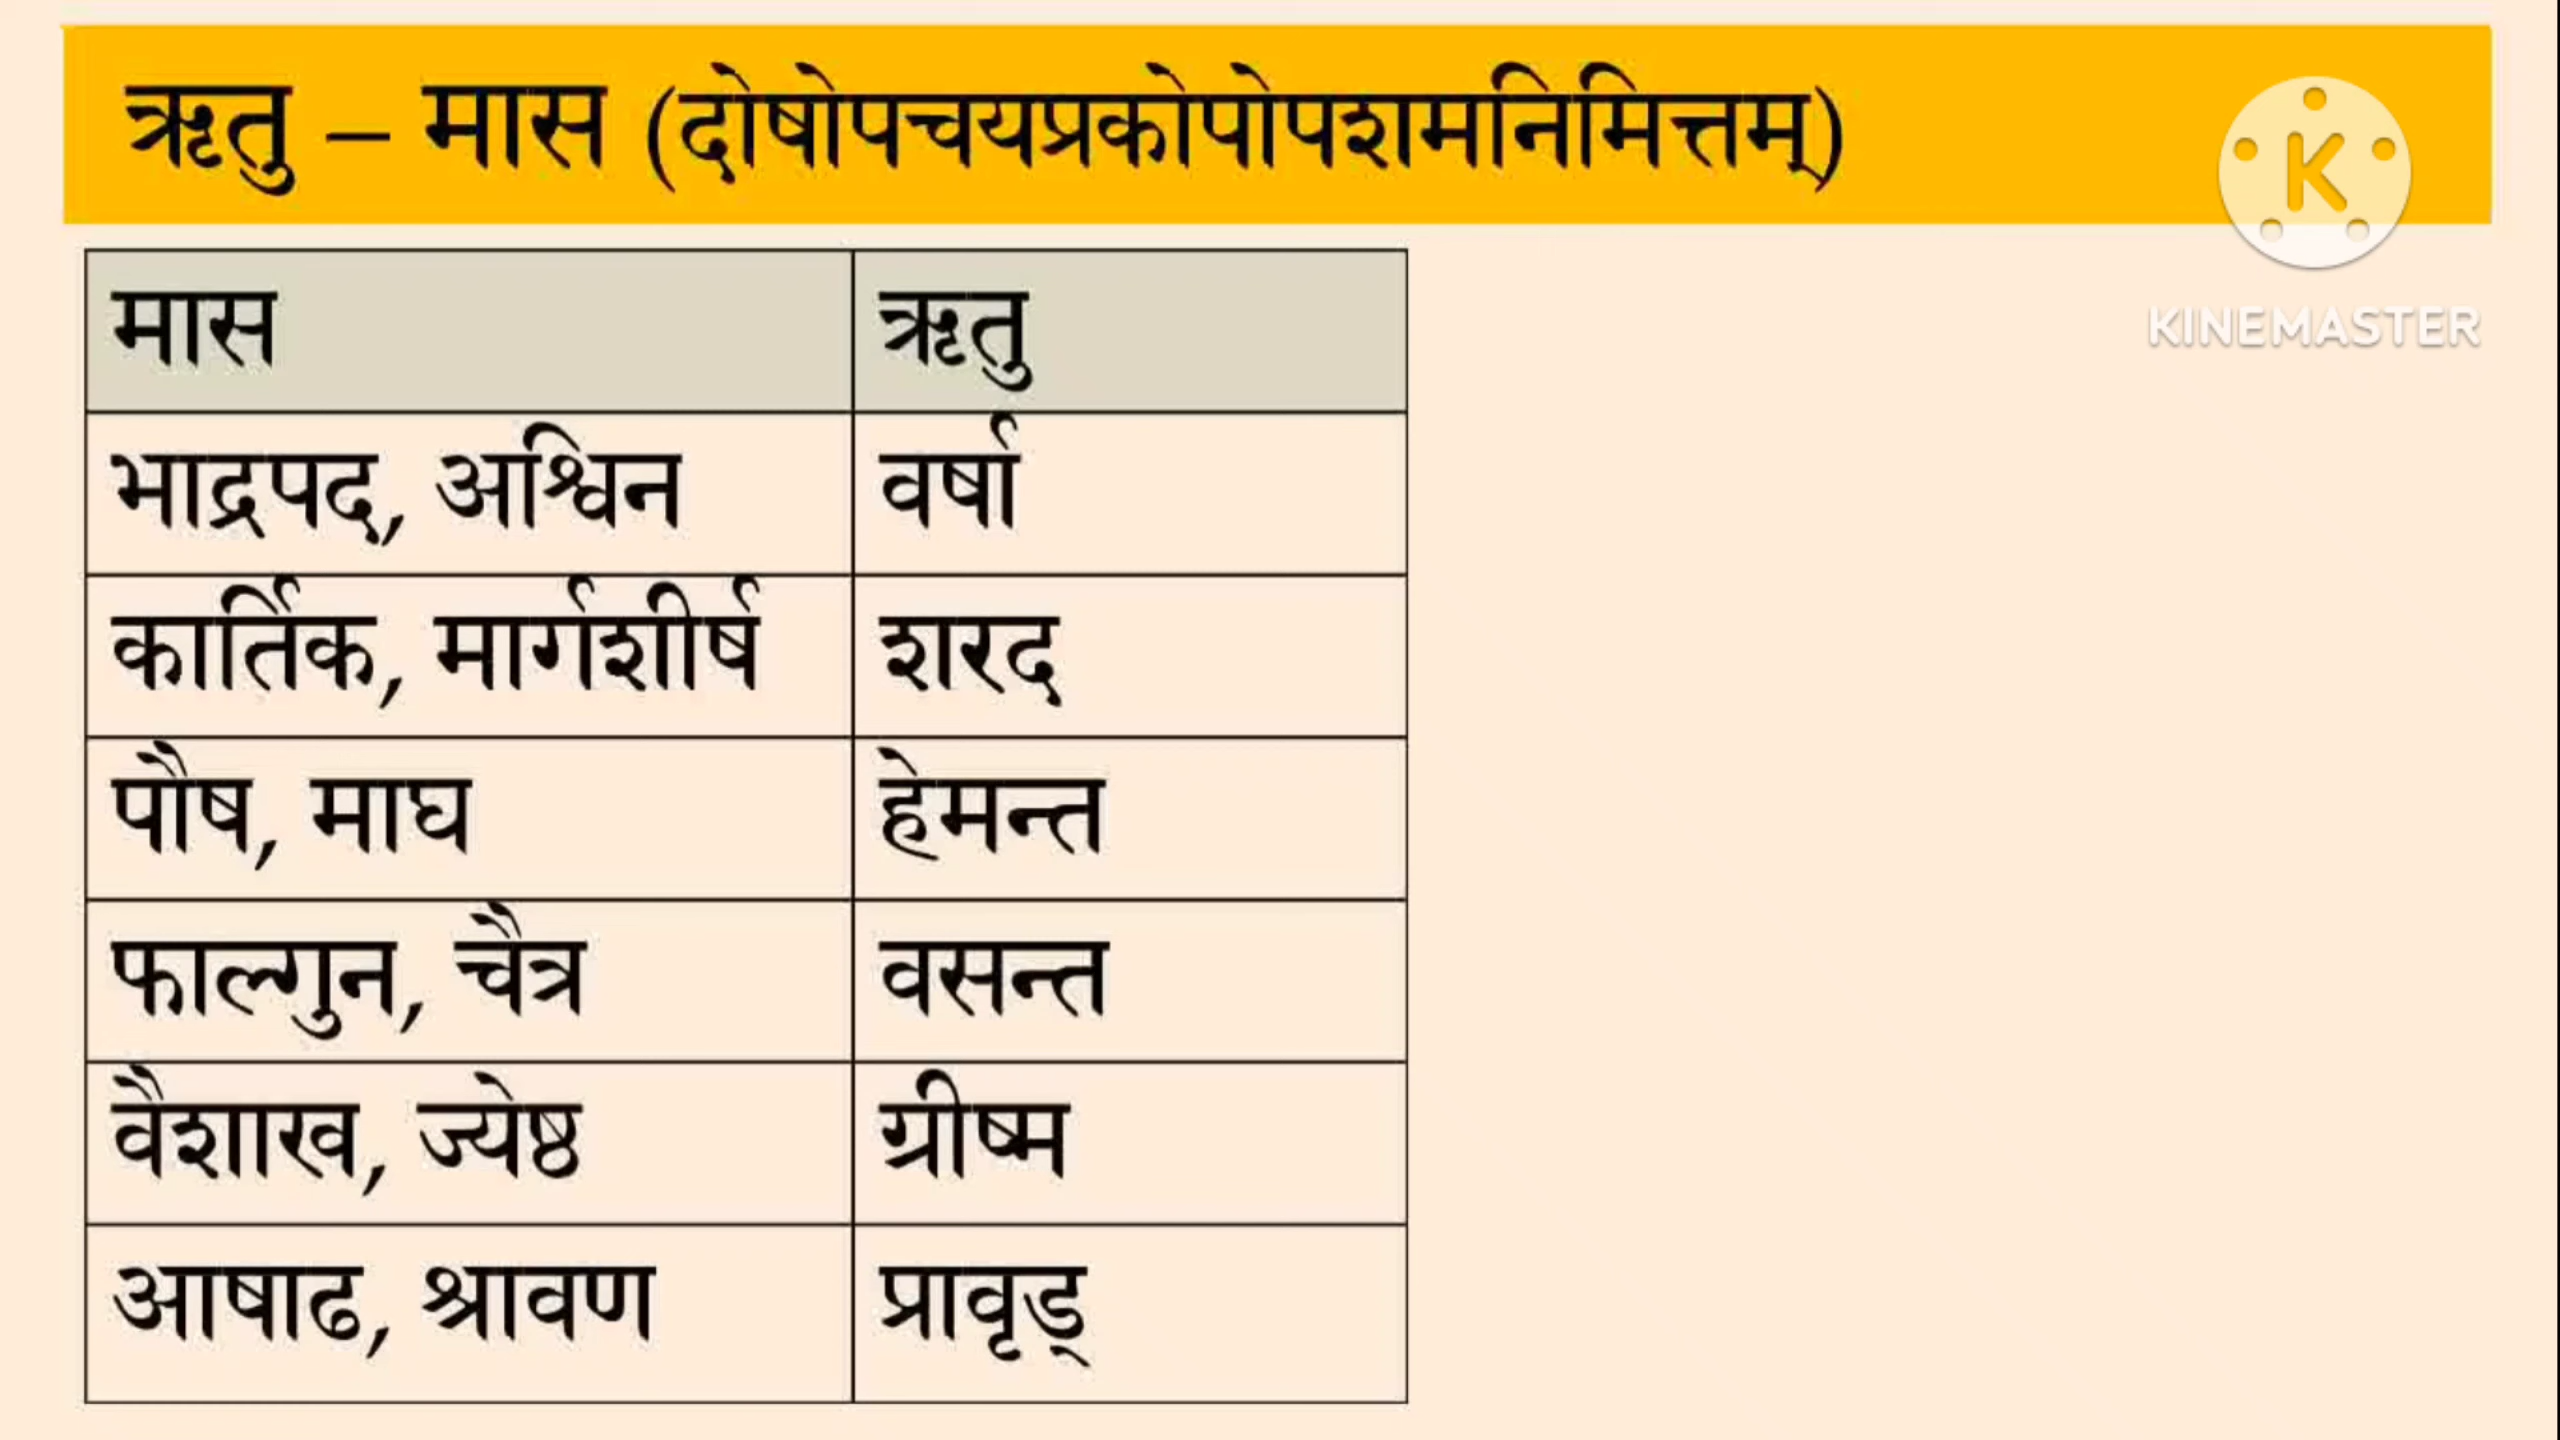 ऋतु – मास (दोषोपचयप्रकोपोपशमनिमित्तम्)
K
KINEMASTER
मास ऋतु
भाद्रपद, अश्विन वर्षा
कार्तिक, मार्गशीर्ष शरद
पौष, माघ हेमन्त
फाल्गुन, चैत्र वसन्त
वैशाख, ज्येष्ठ ग्रीष्म
आषाढ, श्रावण प्रावृड्